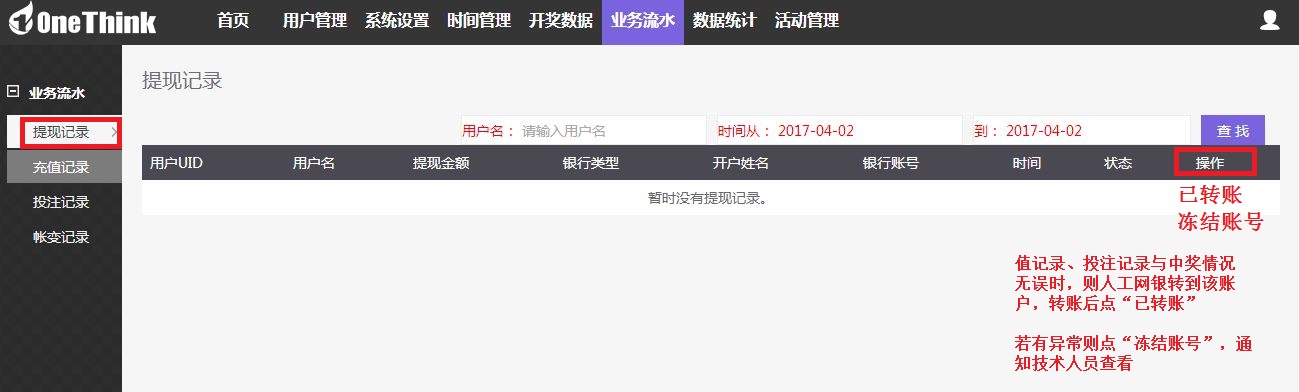 OneThink
首页 用户管理 系统设置 时间管理 开奖数据 业务流水 数据统计 活动管理
业务流水
提现记录
充值记录
投注记录
帐变记录
提现记录
用户名： 请输入用户名 时间从： 2017-04-02 到： 2017-04-02 查 找
用户UID 用户名 提现金额 银行类型 开户姓名 银行账号 时间 状态 操作
暂时没有提现记录。
已转账
冻结账号
值记录、投注记录与中奖情况
无误时，则人工网银转到该账
户，转账后点“已转账”
若有异常则点“冻结账号”，通
知技术人员查看